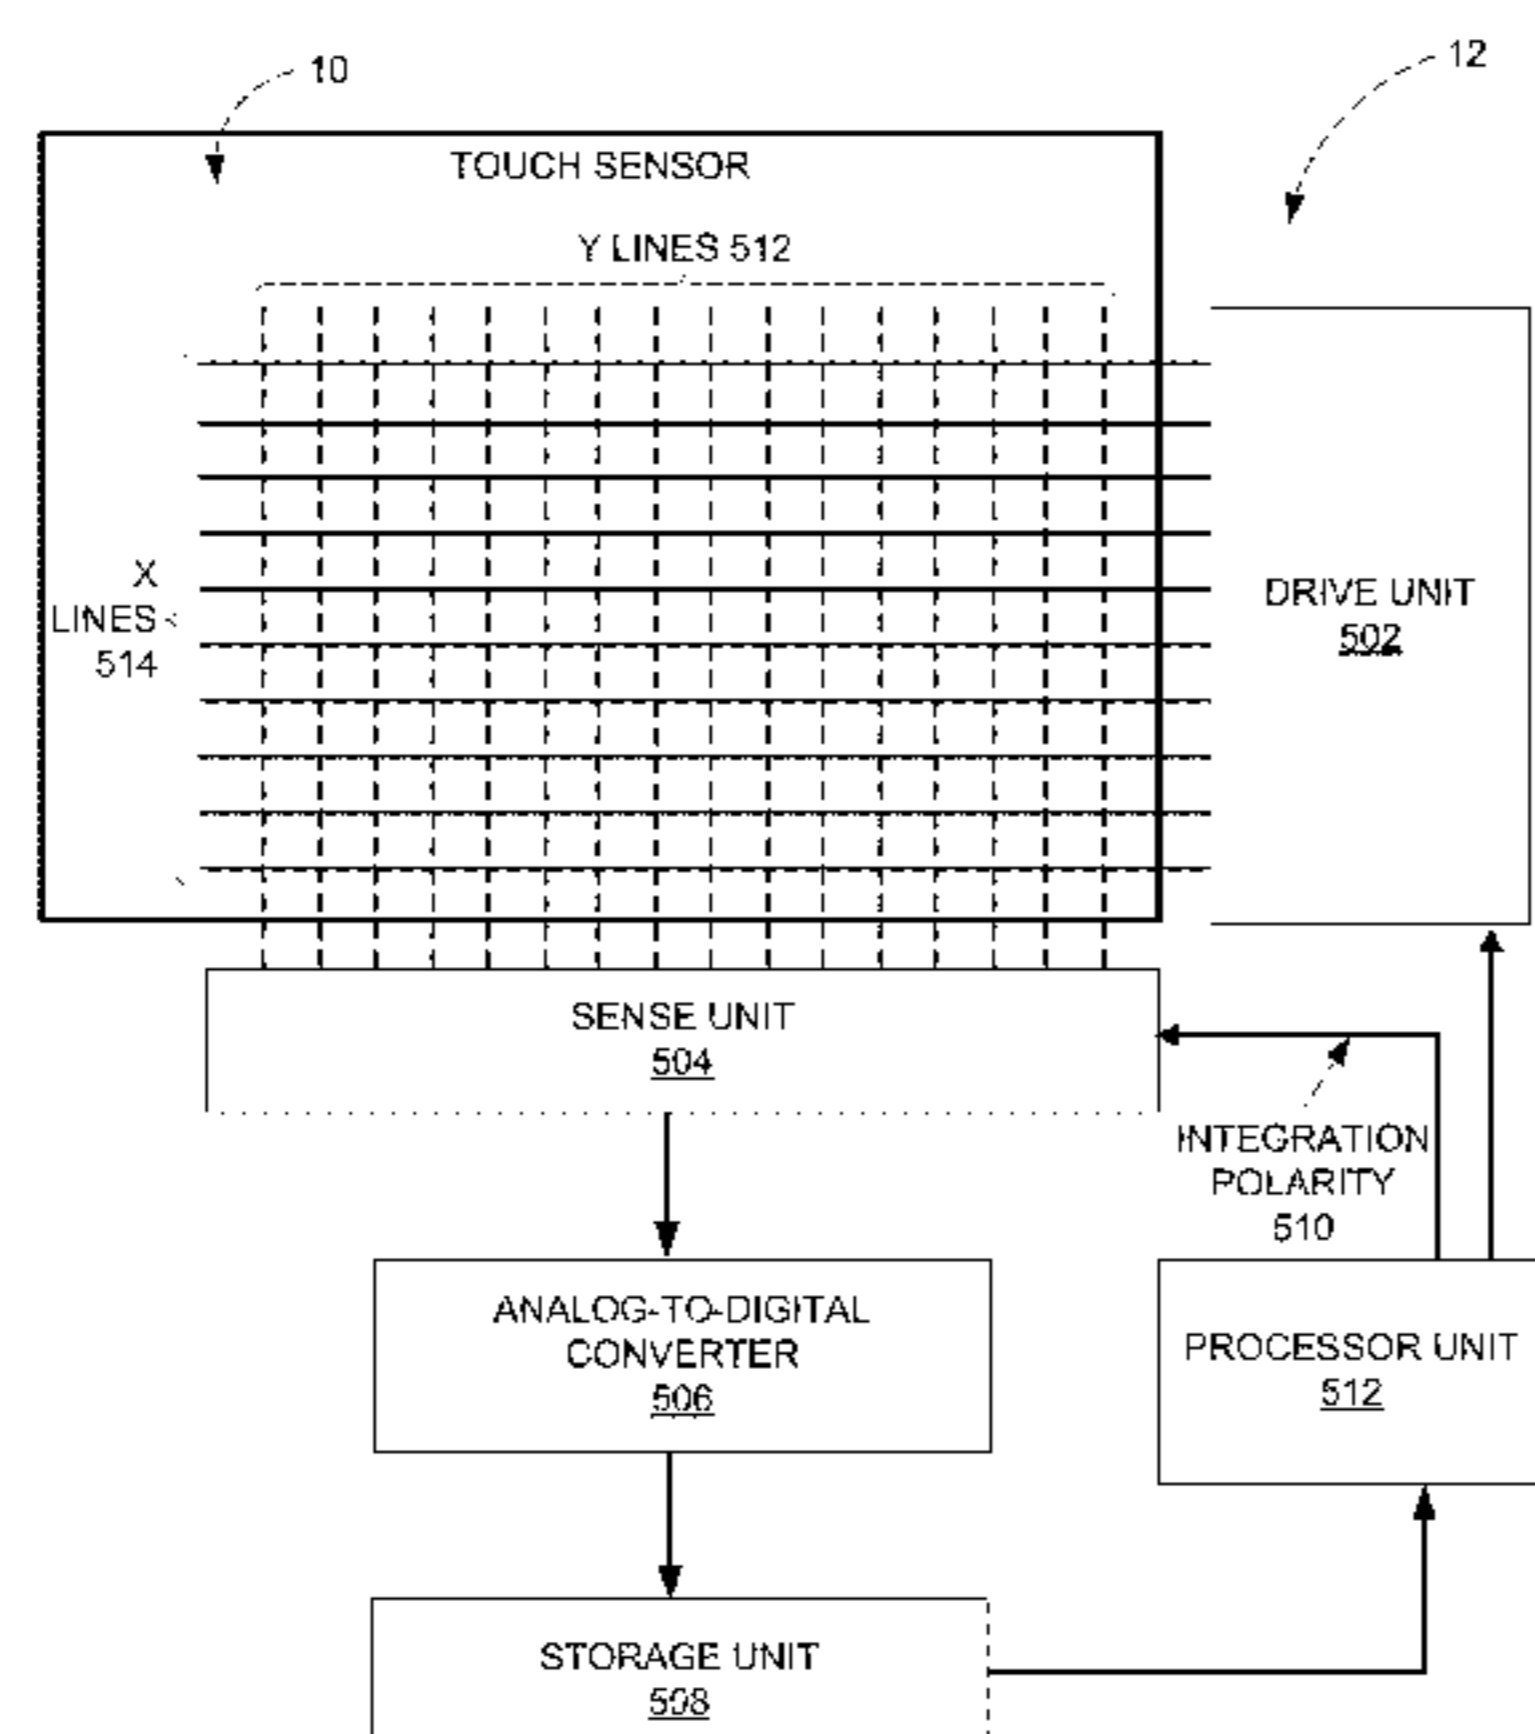 10
12
TOUCH SENSOR
Y LINES 512
X
LINES
514
DRIVE UNIT
502
SENSE UNIT
504
INTEGRATION
POLARITY
510
ANALOG-TO-DIGITAL
CONVERTER
506
PROCESSOR UNIT
512
STORAGE UNIT
508